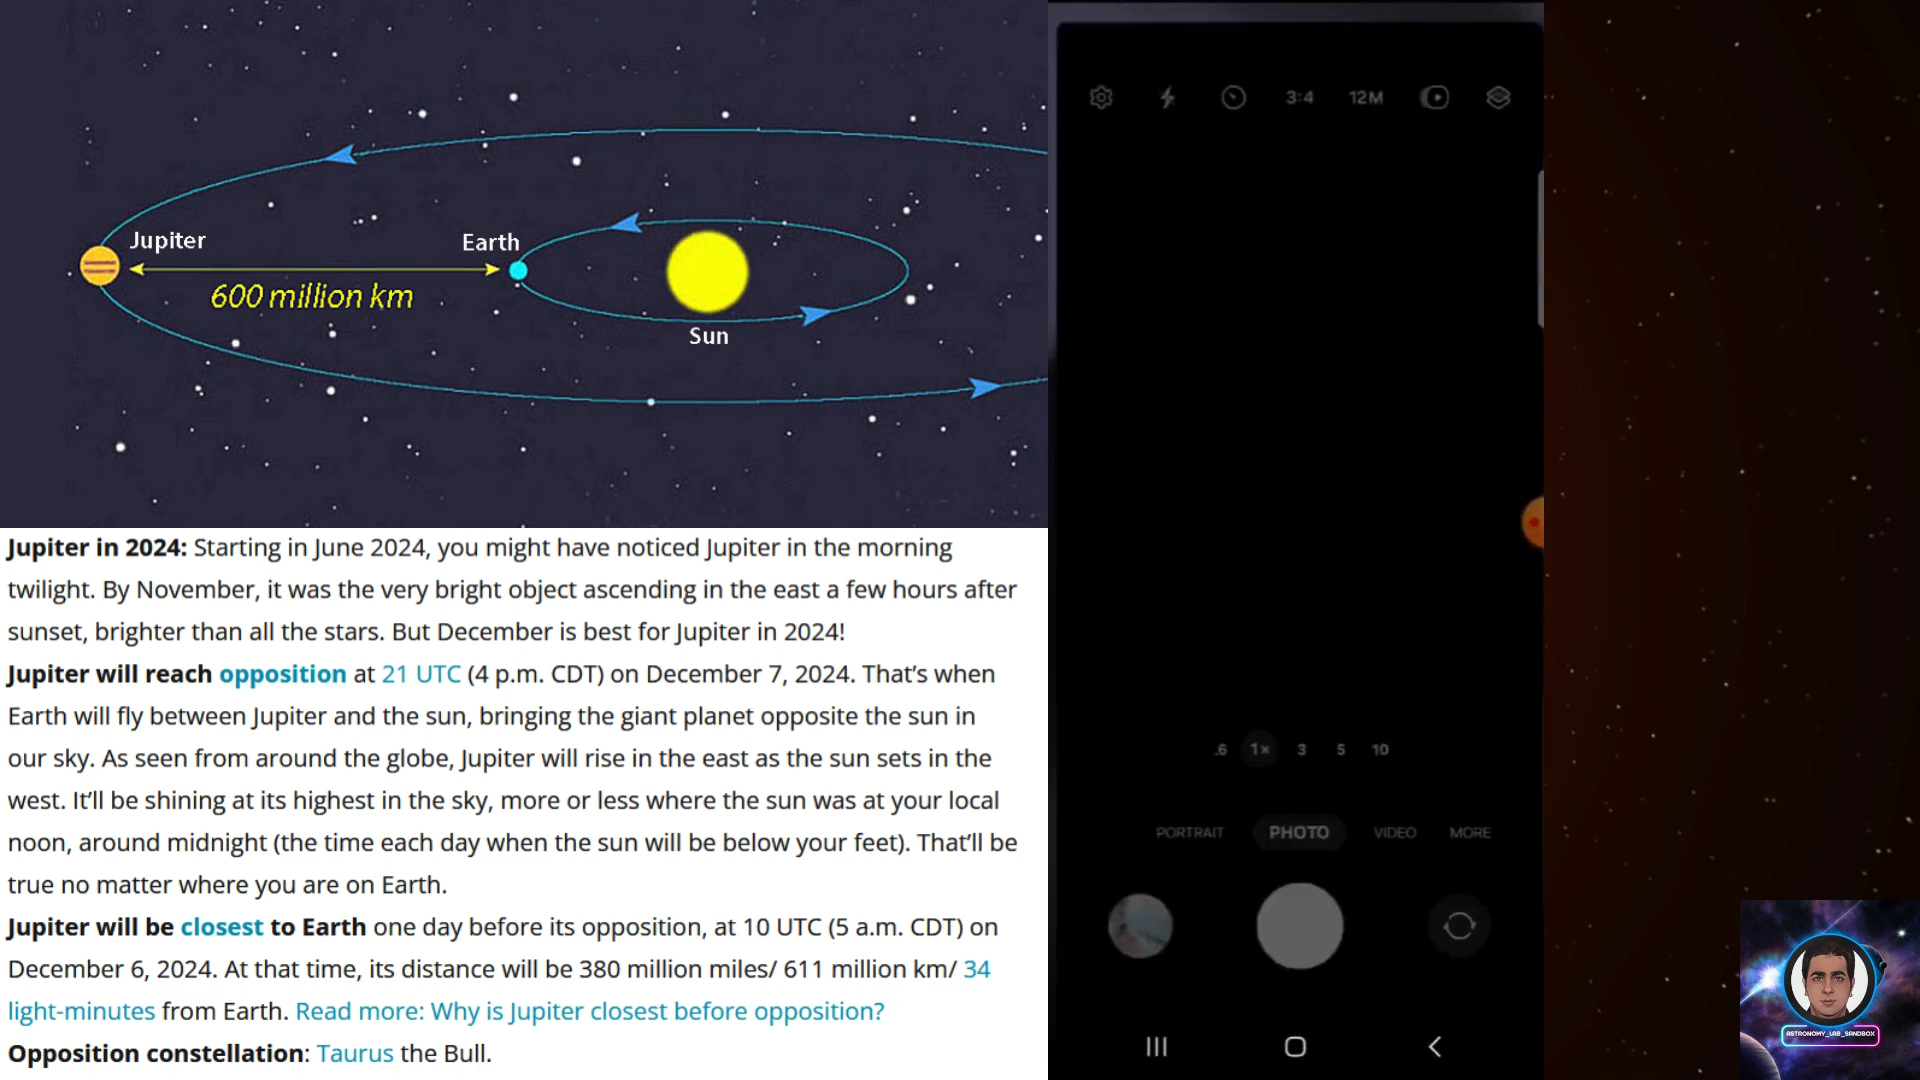 Jupiter
Earth
600 million km
Sun
Jupiter in 2024: Starting in June 2024, you might have noticed Jupiter in the morning
twilight. By November, it was the very bright object ascending in the east a few hours after
sunset, brighter than all the stars. But December is best for Jupiter in 2024!
Jupiter will reach opposition at 21 UTC (4 p.m. CDT) on December 7, 2024. That's when
Earth will fly between Jupiter and the sun, bringing the giant planet opposite the sun in
our sky. As seen from around the globe, Jupiter will rise in the east as the sun sets in the
west. It'll be shining at its highest in the sky, more or less where the sun was at your local
noon, around midnight (the time each day when the sun will be below your feet). That'll be
true no matter where you are on Earth.
Jupiter will be closest to Earth one day before its opposition, at 10 UTC (5 a.m. CDT) on
December 6, 2024. At that time, its distance will be 380 million miles/ 611 million km/ 34
light-minutes from Earth. Read more: Why is Jupiter closest before opposition?
Opposition constellation: Taurus the Bull.
3:4 12M
.6 1x 3 5 10
PORTRAIT PHOTO VIDEO MORE
ASTRONOMY_LAB_SANDBOX